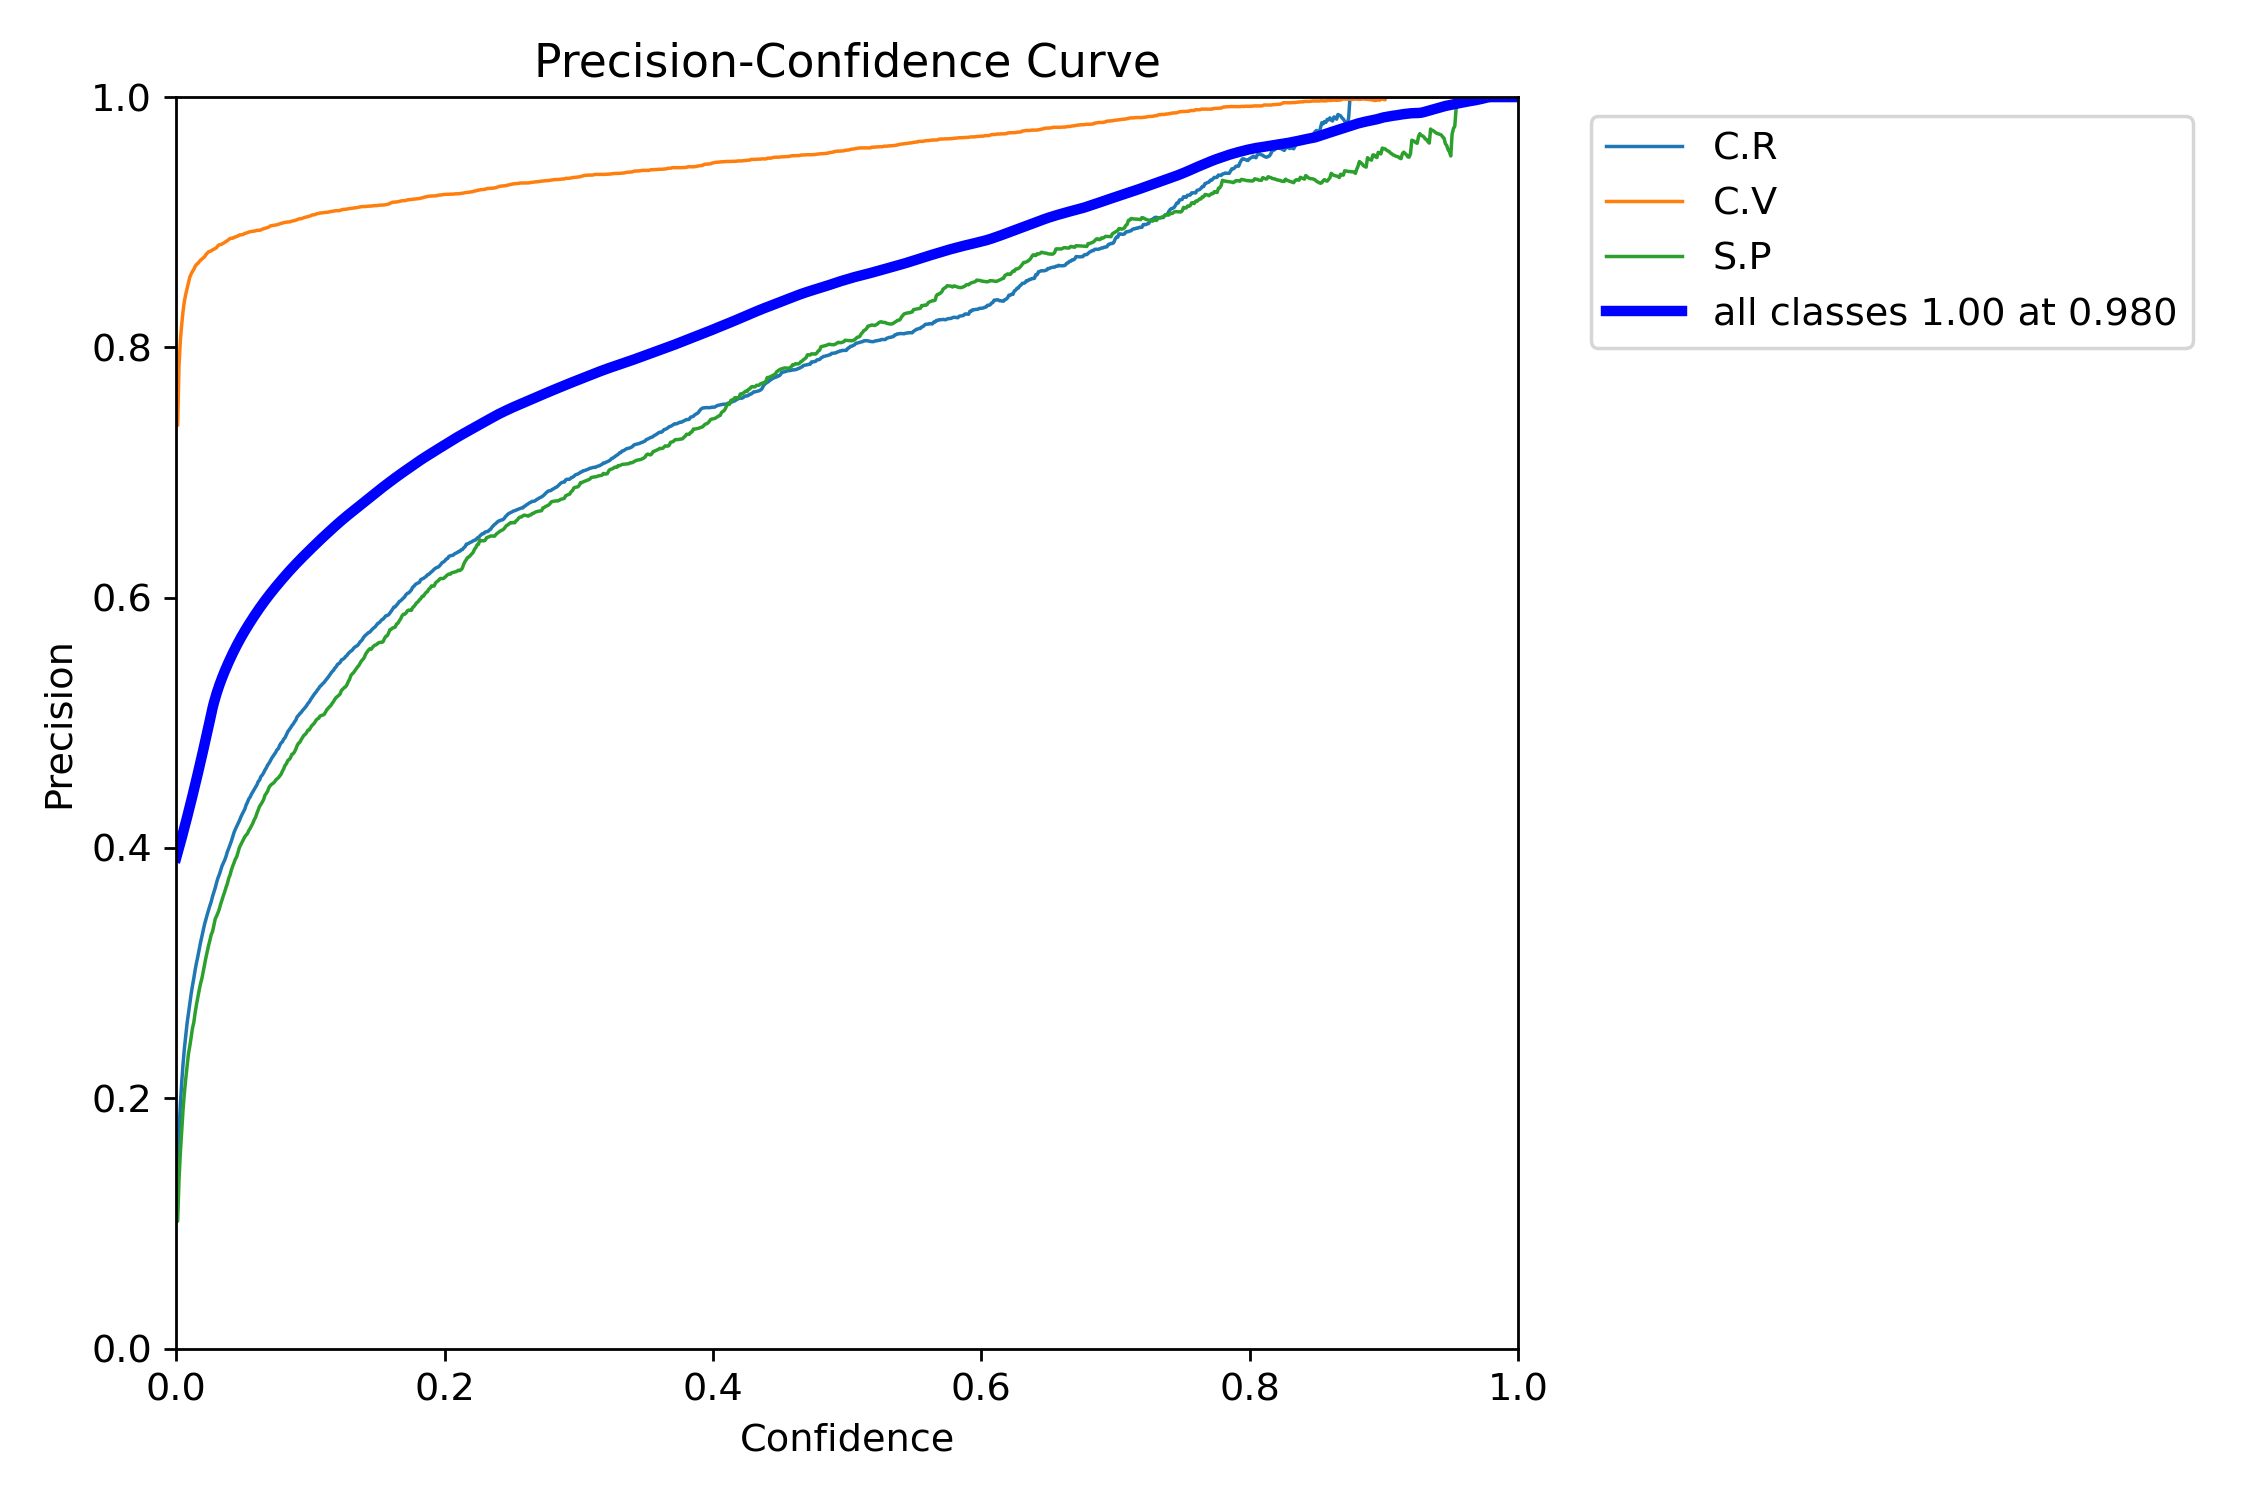 Precision-Confidence Curve
1.0
0.8
0.6
0.4
0.2
0.0
Precision
0.0 0.2 0.4 0.6 0.8 1.0
Confidence
C.R
C.V
S.P
all classes 1.00 at 0.980